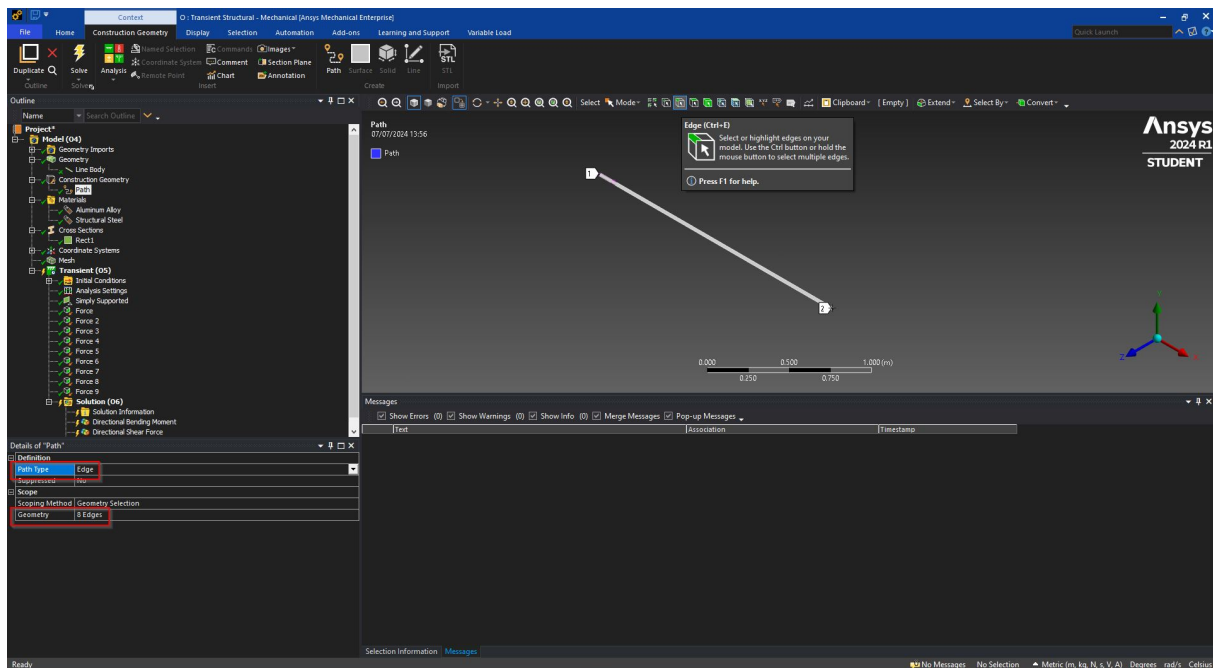 Context
O : Transient Structural - Mechanical [Ansys Mechanical Enterprise]
File
Home
Construction Geometry
Display
Selection
Automation
Add-ons
Learning and Support
Variable Load
Quick Launch
Duplicate
Solve
Analysis
Named Selection
Coordinate System
Remote Point
Commands
Comment
Chart
Images
Section Plane
Annotation
Path
Surface
Solid
Line
STL
STL
Outline
Solve
Insert
Create
Import
Outline
Name
Search Outline
Select
Mode
Clipboard
[Empty]
Extend
Select By
Convert
Project*
Model (O4)
Geometry Imports
Geometry
Line Body
Construction Geometry
Path
Materials
Aluminum Alloy
Structural Steel
Cross Sections
Rect1
Coordinate Systems
Mesh
Transient (O5)
Initial Conditions
Analysis Settings
Simply Supported
Force
Force 2
Force 3
Force 4
Force 5
Force 6
Force 7
Force 8
Force 9
Solution (O6)
Solution Information
Directional Bending Moment
Directional Shear Force
Path
07/07/2024 13:56
Path
Edge (Ctrl+E)
Select or highlight edges on your
model. Use the Ctrl button or hold the
mouse button to select multiple edges.
Press F1 for help.
Ansys
2024 R1
STUDENT
1
2
Y
Z
X
0.000 0.500 1.000 (m)
0.250 0.750
Details of "Path"
Definition
Path Type Edge
Suppressed No
Scope
Scoping Method Geometry Selection
Geometry 8 Edges
Messages
Show Errors (0) Show Warnings (0) Show Info (0) Merge Messages Pop-up Messages
Text Association Timestamp
Selection Information Messages
Ready
No Messages No Selection Metric (m, kg, N, s, V, A) Degrees rad/s Celsius